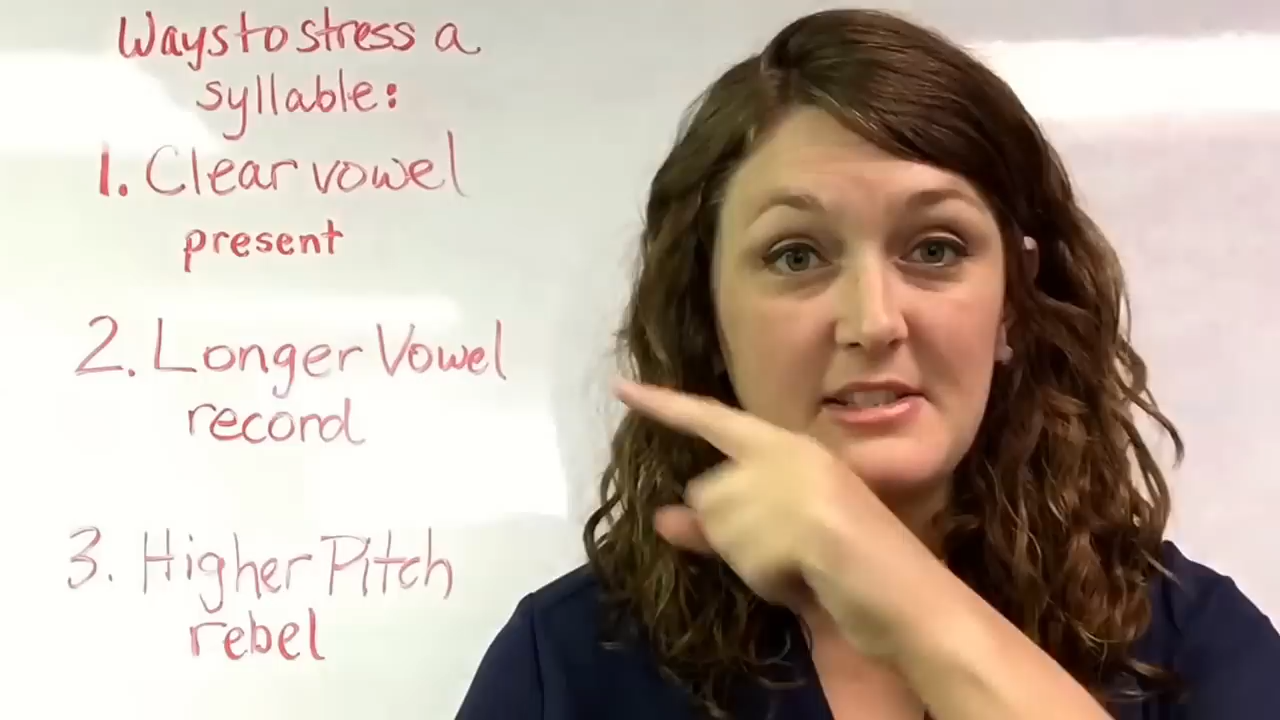 Ways to stress a
syllable:
1. Clear vowel
present
2. Longer Vowel
record
3. Higher Pitch
rebel